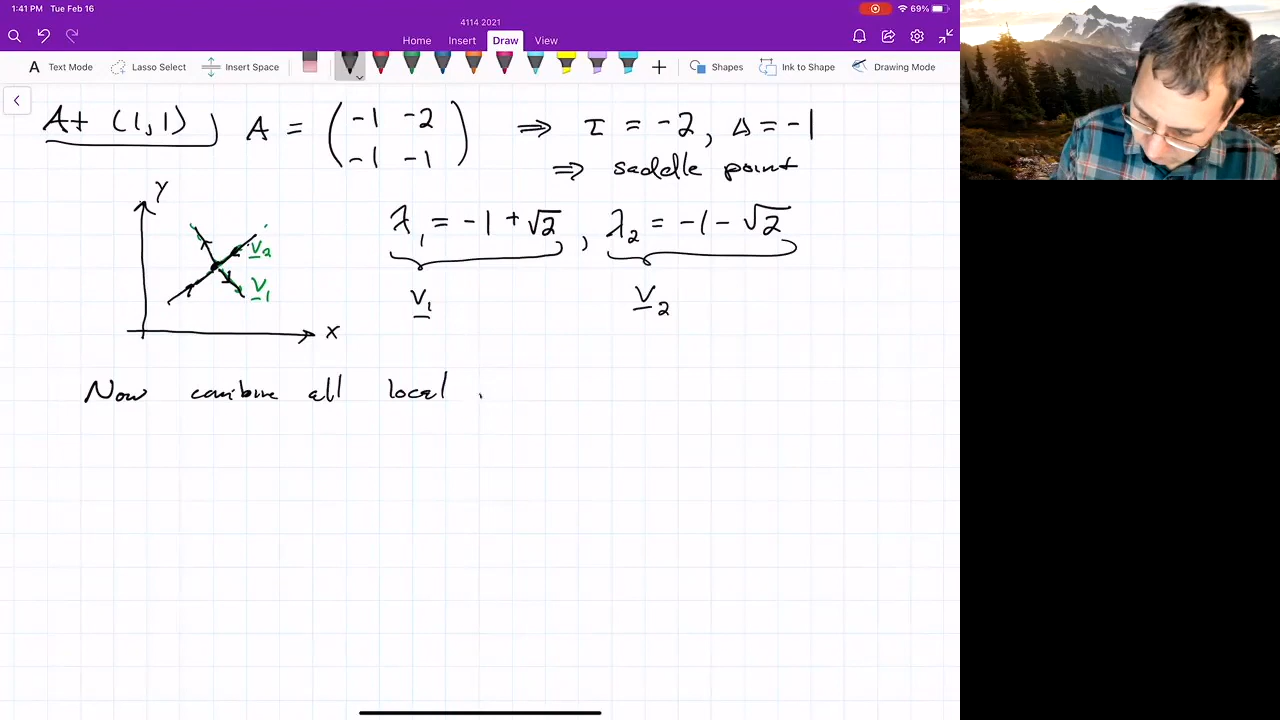 1:41 PM Tue Feb 16
69%
4114 2021
Home Insert Draw View
Text Mode Lasso Select Insert Space + Shapes Ink to Shape Drawing Mode
At (1,1) A = (-1 -2
-1 -1) ⇒ τ = -2, Δ = -1
⇒ saddle point
y
λ₁ = -1 + √2, λ₂ = -1 - √2
v₂
v₁
v₁ v₂
x
Now combine all local